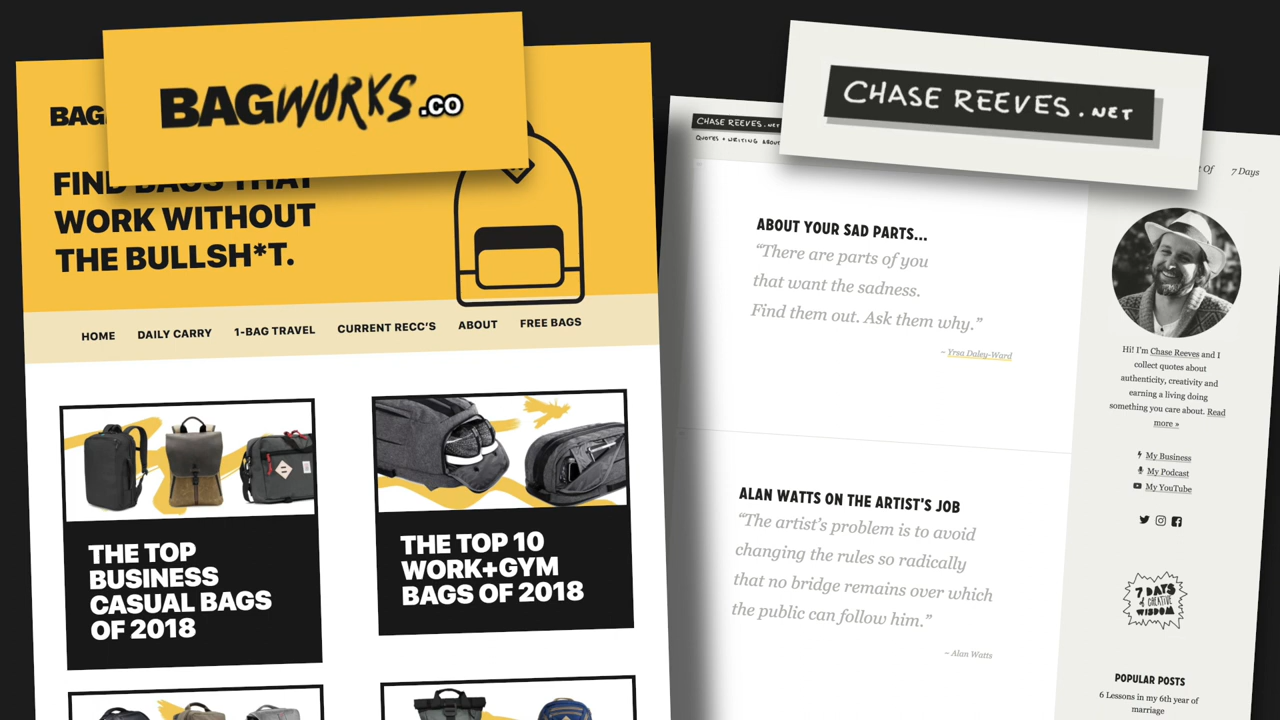 BAGWORKS.CO
BAG
FIND BAGS THAT
WORK WITHOUT
THE BULLSH*T.
HOME DAILY CARRY 1-BAG TRAVEL CURRENT RECC'S ABOUT FREE BAGS
THE TOP
BUSINESS
CASUAL BAGS
OF 2018
THE TOP 10
WORK+GYM
BAGS OF 2018
CHASE REEVES.NET
CHASE REEVES.NET
QUOTES + WRITING ABOUT
t Of 7 Days
ABOUT YOUR SAD PARTS...
“There are parts of you
that want the sadness.
Find them out. Ask them why.”
~ Yrsa Daley-Ward
ALAN WATTS ON THE ARTIST’S JOB
“The artist’s problem is to avoid
changing the rules so radically
that no bridge remains over which
the public can follow him.”
~ Alan Watts
Hi! I’m Chase Reeves and I
collect quotes about
authenticity, creativity and
earning a living doing
something you care about. Read
more »
My Business
My Podcast
My YouTube
7 DAYS
of CREATIVE
WISDOM
POPULAR POSTS
6 Lessons in my 6th year of
marriage